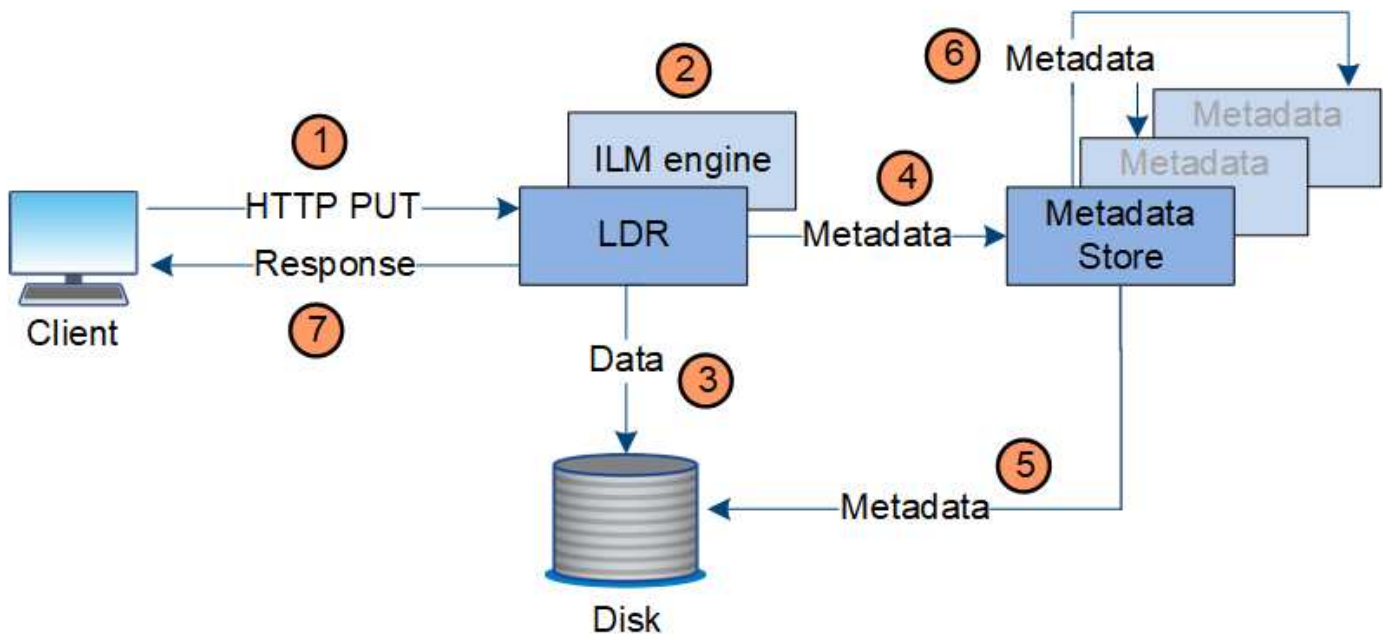 6
Metadata
2
Metadata
1
ILM engine
Metadata
4
HTTP PUT
LDR
Metadata
Metadata
Store
Response
7
Client
Data
3
5
Metadata
Disk